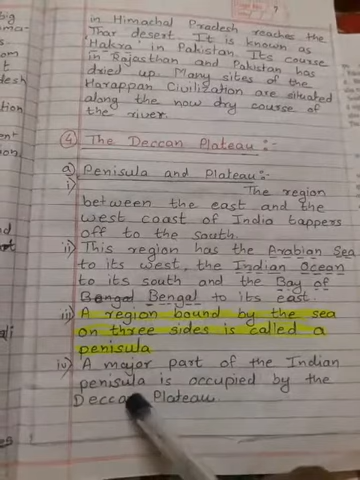 in Himachal Pradesh reaches the
Thar desert. It is known as
'Hakra' in Pakistan. Its course
in Rajasthan and Pakistan has
dried up. Many sites of the
Harappan Civilization are situated
along the now dry course of
the river.
④ The Deccan Plateau :-
a) Penisula and Plateau :-
i) The region
between the east and the
west coast of India tappers
off to the south.
ii) This region has the Arabian Sea
to its west, the Indian Ocean
to its south and the Bay of
Bengal to its east.
iii) A region bound by the sea
on three sides is called a
penisula
iv) A major part of the Indian
penisula is occupied by the
Deccan Plateau.